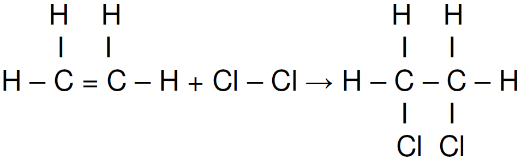 H H H H
I I I I
H – C = C – H + Cl – Cl → H – C – C – H
I I
Cl Cl